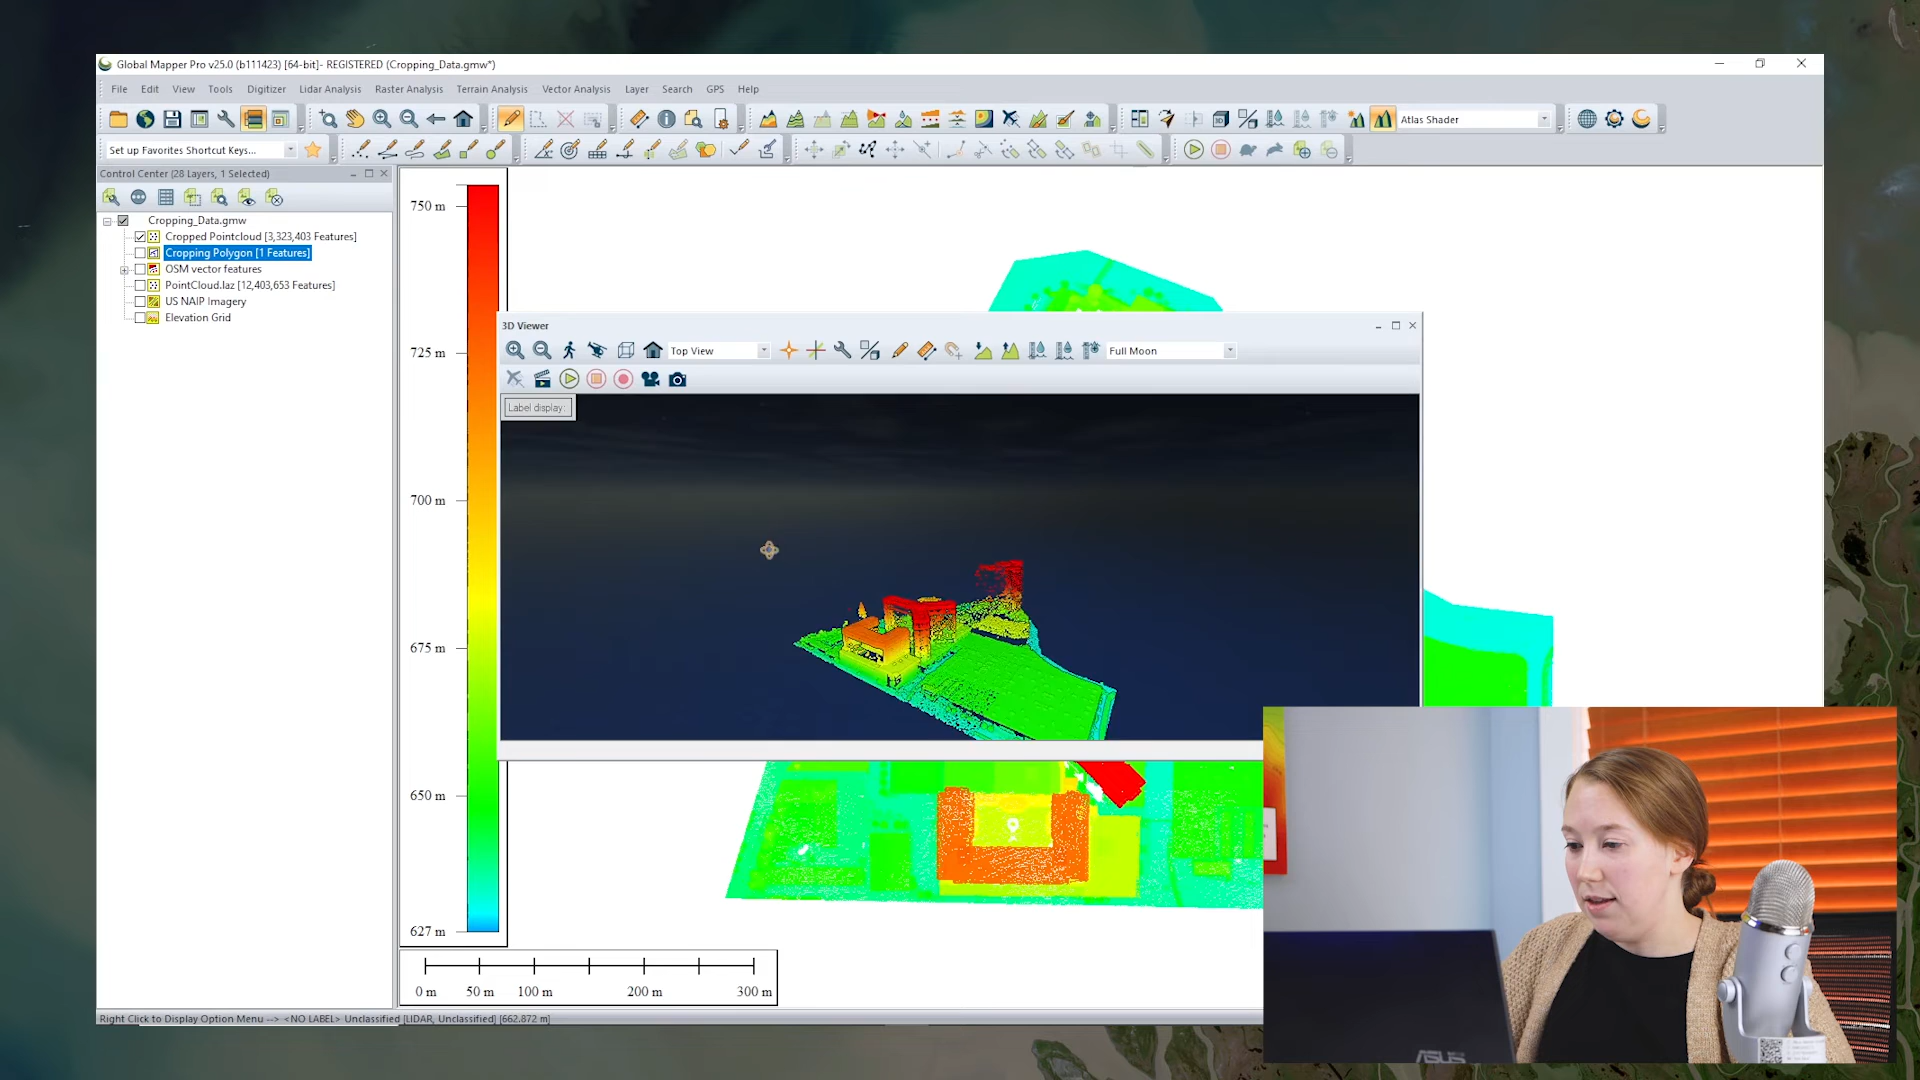 Global Mapper Pro v25.0 (b111423) [64-bit]- REGISTERED (Cropping_Data.gmw*)
File Edit View Tools Digitizer Lidar Analysis Raster Analysis Terrain Analysis Vector Analysis Layer Search GPS Help
Atlas Shader
Set up Favorites Shortcut Keys...
Control Center (28 Layers, 1 Selected)
Cropping_Data.gmw
Cropped Pointcloud [3,323,403 Features]
Cropping Polygon [1 Features]
OSM vector features
PointCloud.laz [12,403,653 Features]
US NAIP Imagery
Elevation Grid
750 m
725 m
700 m
675 m
650 m
627 m
3D Viewer
Top View
Full Moon
Label display:
0 m 50 m 100 m 200 m 300 m
Right Click to Display Option Menu --> <NO LABEL> Unclassified [LIDAR, Unclassified] [662.872 m]
ASUS